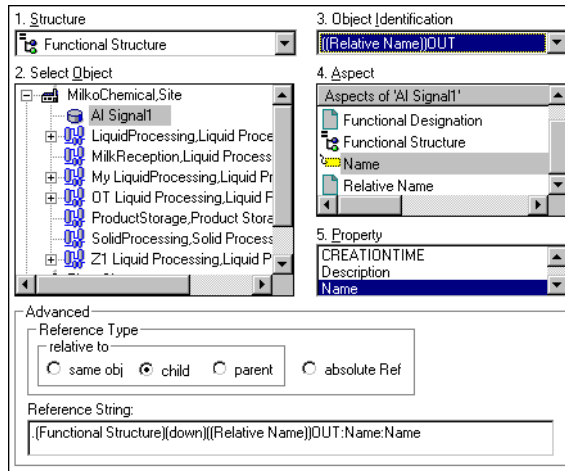 1. Structure
Functional Structure
2. Select Object
MilkoChemical,Site
AI Signal1
LiquidProcessing,Liquid Proce
MilkReception,Liquid Process
My LiquidProcessing,Liquid Pr
OT Liquid Processing,Liquid F
ProductStorage,Product Stora
SolidProcessing,Solid Process
Z1 Liquid Processing,Liquid P
3. Object Identification
((Relative Name))OUT
4. Aspect
Aspects of 'AI Signal1'
Functional Designation
Functional Structure
Name
Relative Name
5. Property
CREATIONTIME
Description
Name
Advanced
Reference Type
relative to
same obj child parent absolute Ref
Reference String:
.(Functional Structure)(down)((Relative Name))OUT:Name:Name